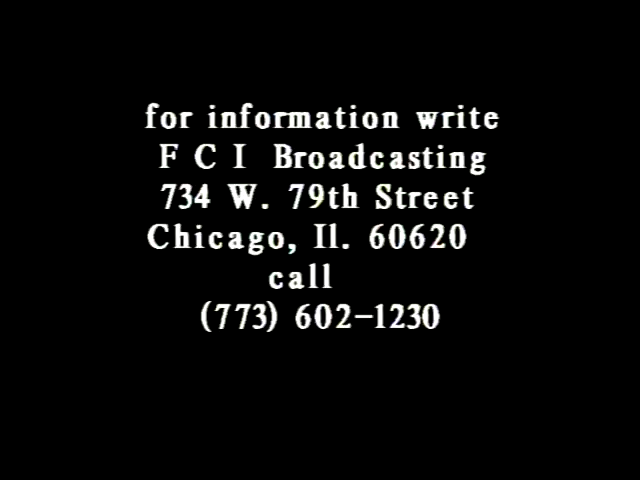 for information write
F C I Broadcasting
734 W. 79th Street
Chicago, Il. 60620
call
(773) 602-1230